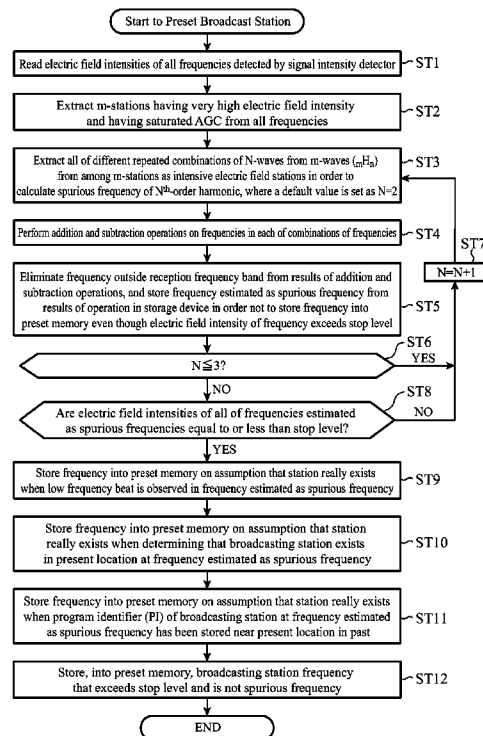 Start to Preset Broadcast Station
Read electric field intensities of all frequencies detected by signal intensity detector
ST1
Extract m-stations having very high electric field intensity
and having saturated AGC from all frequencies
ST2
Extract all of different repeated combinations of N-waves from m-waves (mHn)
from among m-stations as intensive electric field stations in order to
calculate spurious frequency of Nth-order harmonic, where a default value is set as N=2
ST3
Perform addition and subtraction operations on frequencies in each of combinations of frequencies
ST4
ST7
N=N+1
Eliminate frequency outside reception frequency band from results of addition and
subtraction operations, and store frequency estimated as spurious frequency from
results of operation in storage device in order not to store frequency into
preset memory even though electric field intensity of frequency exceeds stop level
ST5
N≦3?
ST6
YES
NO
Are electric field intensities of all of frequencies estimated
as spurious frequencies equal to or less than stop level?
ST8
NO
YES
Store frequency into preset memory on assumption that station really exists
when low frequency beat is observed in frequency estimated as spurious frequency
ST9
Store frequency into preset memory on assumption that station
really exists when determining that broadcasting station exists
in present location at frequency estimated as spurious frequency
ST10
Store frequency into preset memory on assumption that station really exists
when program identifier (PI) of broadcasting station at frequency estimated
as spurious frequency has been stored near present location in past
ST11
Store, into preset memory, broadcasting station frequency
that exceeds stop level and is not spurious frequency
ST12
END